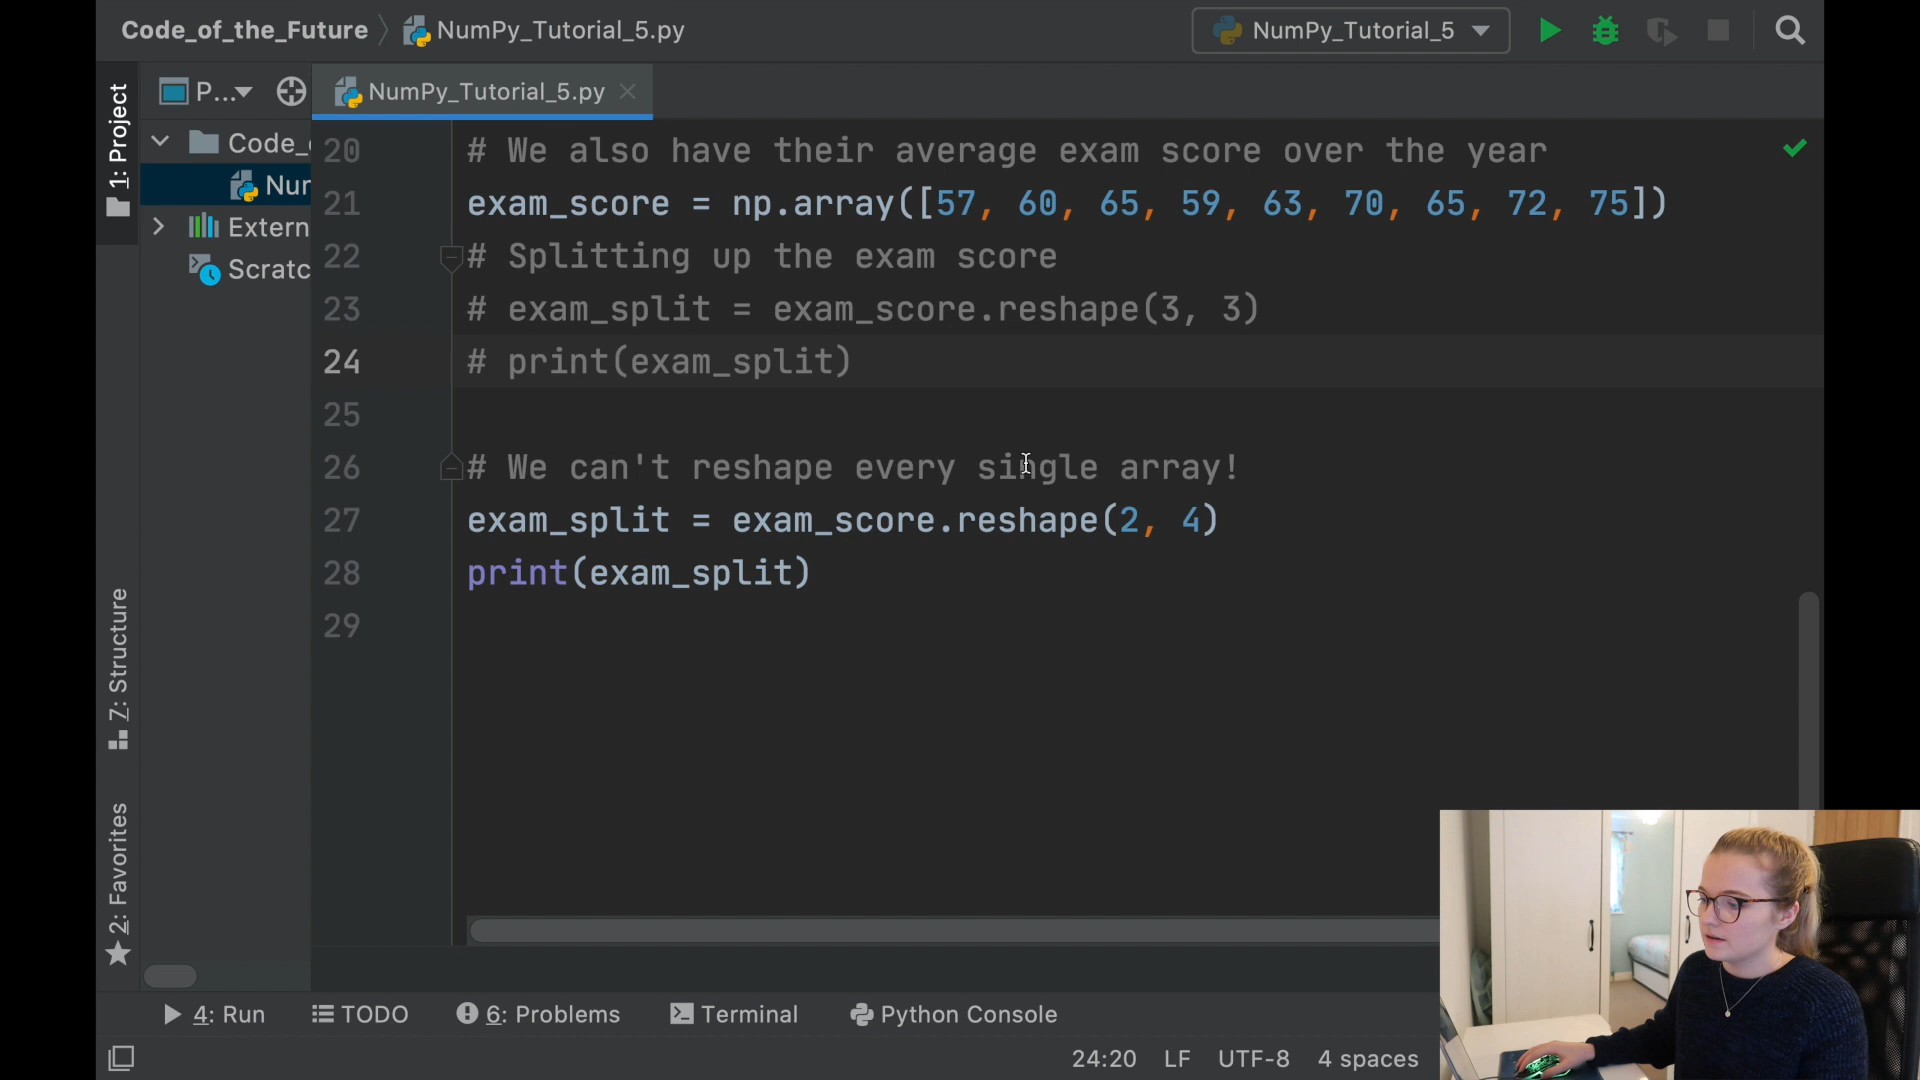 Code_of_the_Future
NumPy_Tutorial_5.py
NumPy_Tutorial_5
1: Project
P...
NumPy_Tutorial_5.py
Code_
Nur
Extern
Scratc
20 # We also have their average exam score over the year
21 exam_score = np.array([57, 60, 65, 59, 63, 70, 65, 72, 75])
22 # Splitting up the exam score
23 # exam_split = exam_score.reshape(3, 3)
24 # print(exam_split)
25
26 # We can't reshape every single array!
27 exam_split = exam_score.reshape(2, 4)
28 print(exam_split)
29
7: Structure
2: Favorites
4: Run
TODO
6: Problems
Terminal
Python Console
24:20 LF UTF-8 4 spaces